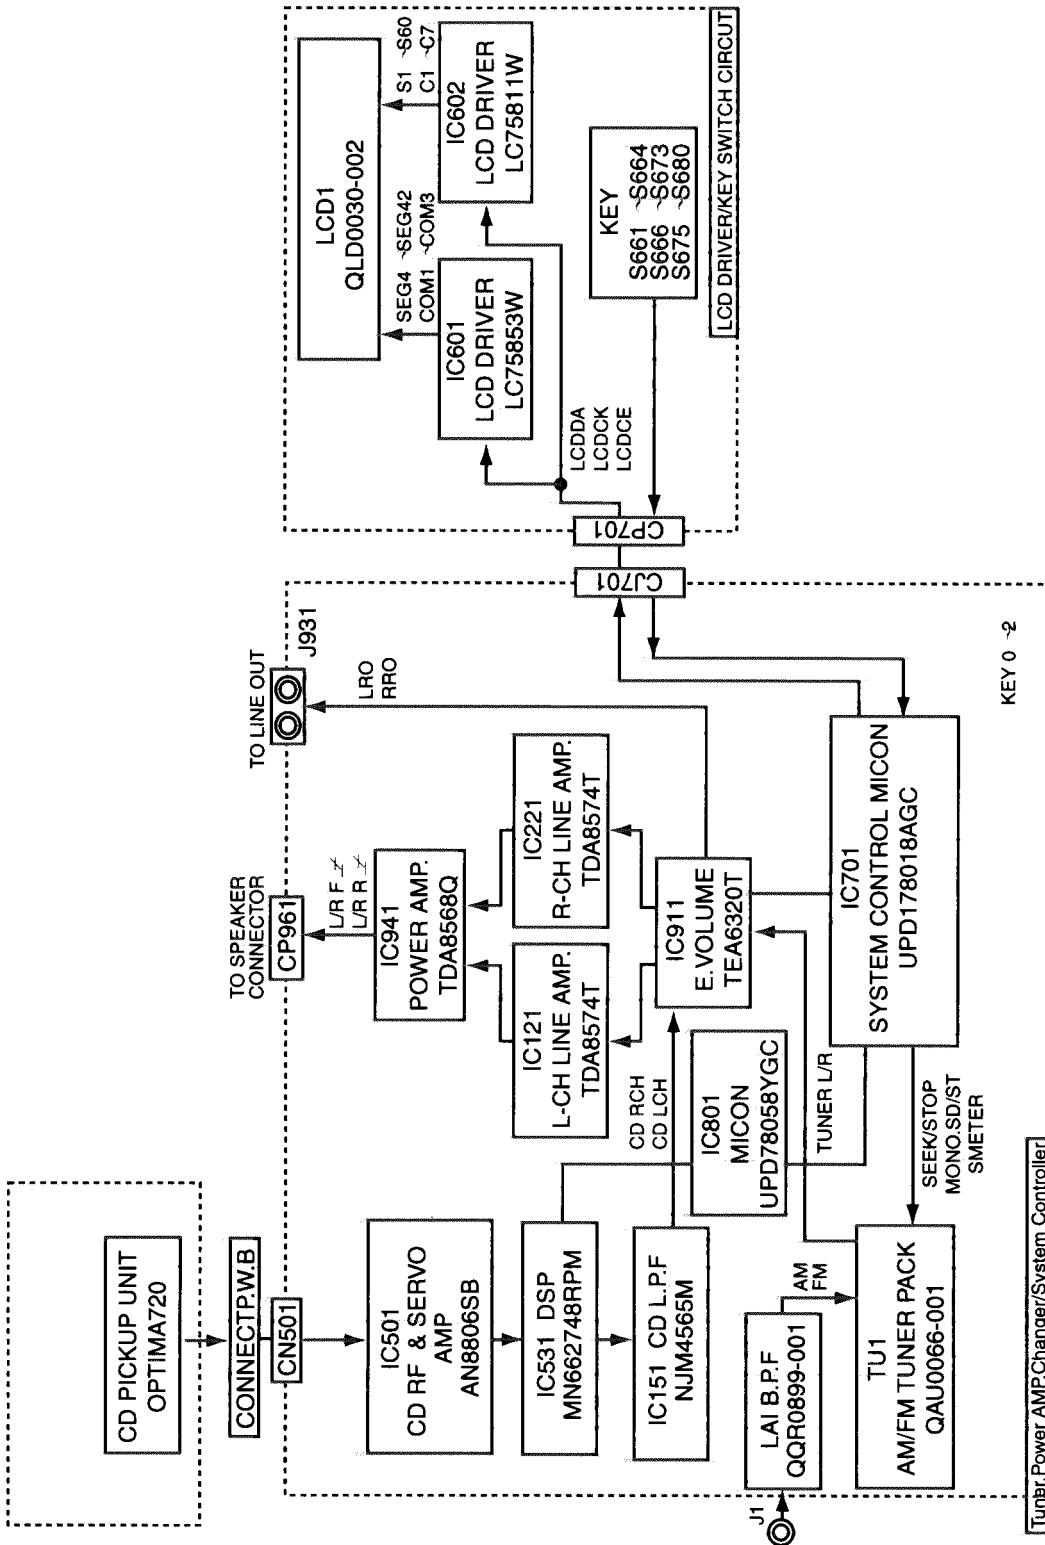 CD PICKUP UNIT
OPTIMA720
CONNECTP.W.B
CN501
IC501
CD RF & SERVO
AMP
AN8806SB
IC531 DSP
MN662748RPM
IC151 CD L.P.F
NJM4565M
CD RCH
CD LCH
J1
LAI B.P.F
QQR0899-001
AM
FM
TU1
AM/FM TUNER PACK
QAU0066-001
IC801
MICON
UPD78058YGC
TUNER L/R
SEEK/STOP
MONO.SD/ST
SMETER
TO SPEAKER
CONNECTOR
CP961
L/R F
L/R R
IC941
POWER AMP.
TDA8568Q
IC121
L-CH LINE AMP.
TDA8574T
IC221
R-CH LINE AMP.
TDA8574T
IC911
E.VOLUME
TEA6320T
IC701
SYSTEM CONTROL MICON
UPD178018AGC
TO LINE OUT
J931
LRO
RRO
CJ701
KEY 0 ~2
Tuner,Power AMP,Changer/System Controller
CP701
LCDDA
LCDCK
LCDCE
LCD1
QLD0030-002
SEG4 ~SEG42
COM1 ~COM3
S1 ~S60
C1 ~C7
IC601
LCD DRIVER
LC75853W
IC602
LCD DRIVER
LC75811W
KEY
S661 ~S664
S666 ~S673
S675 ~S680
LCD DRIVER/KEY SWITCH CIRCUT